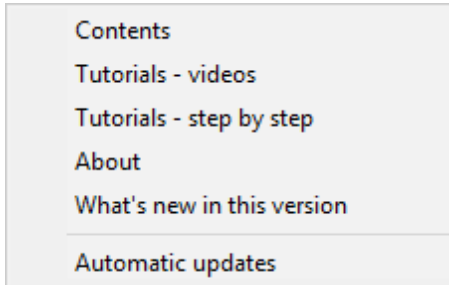 Contents
Tutorials - videos
Tutorials - step by step
About
What's new in this version
Automatic updates